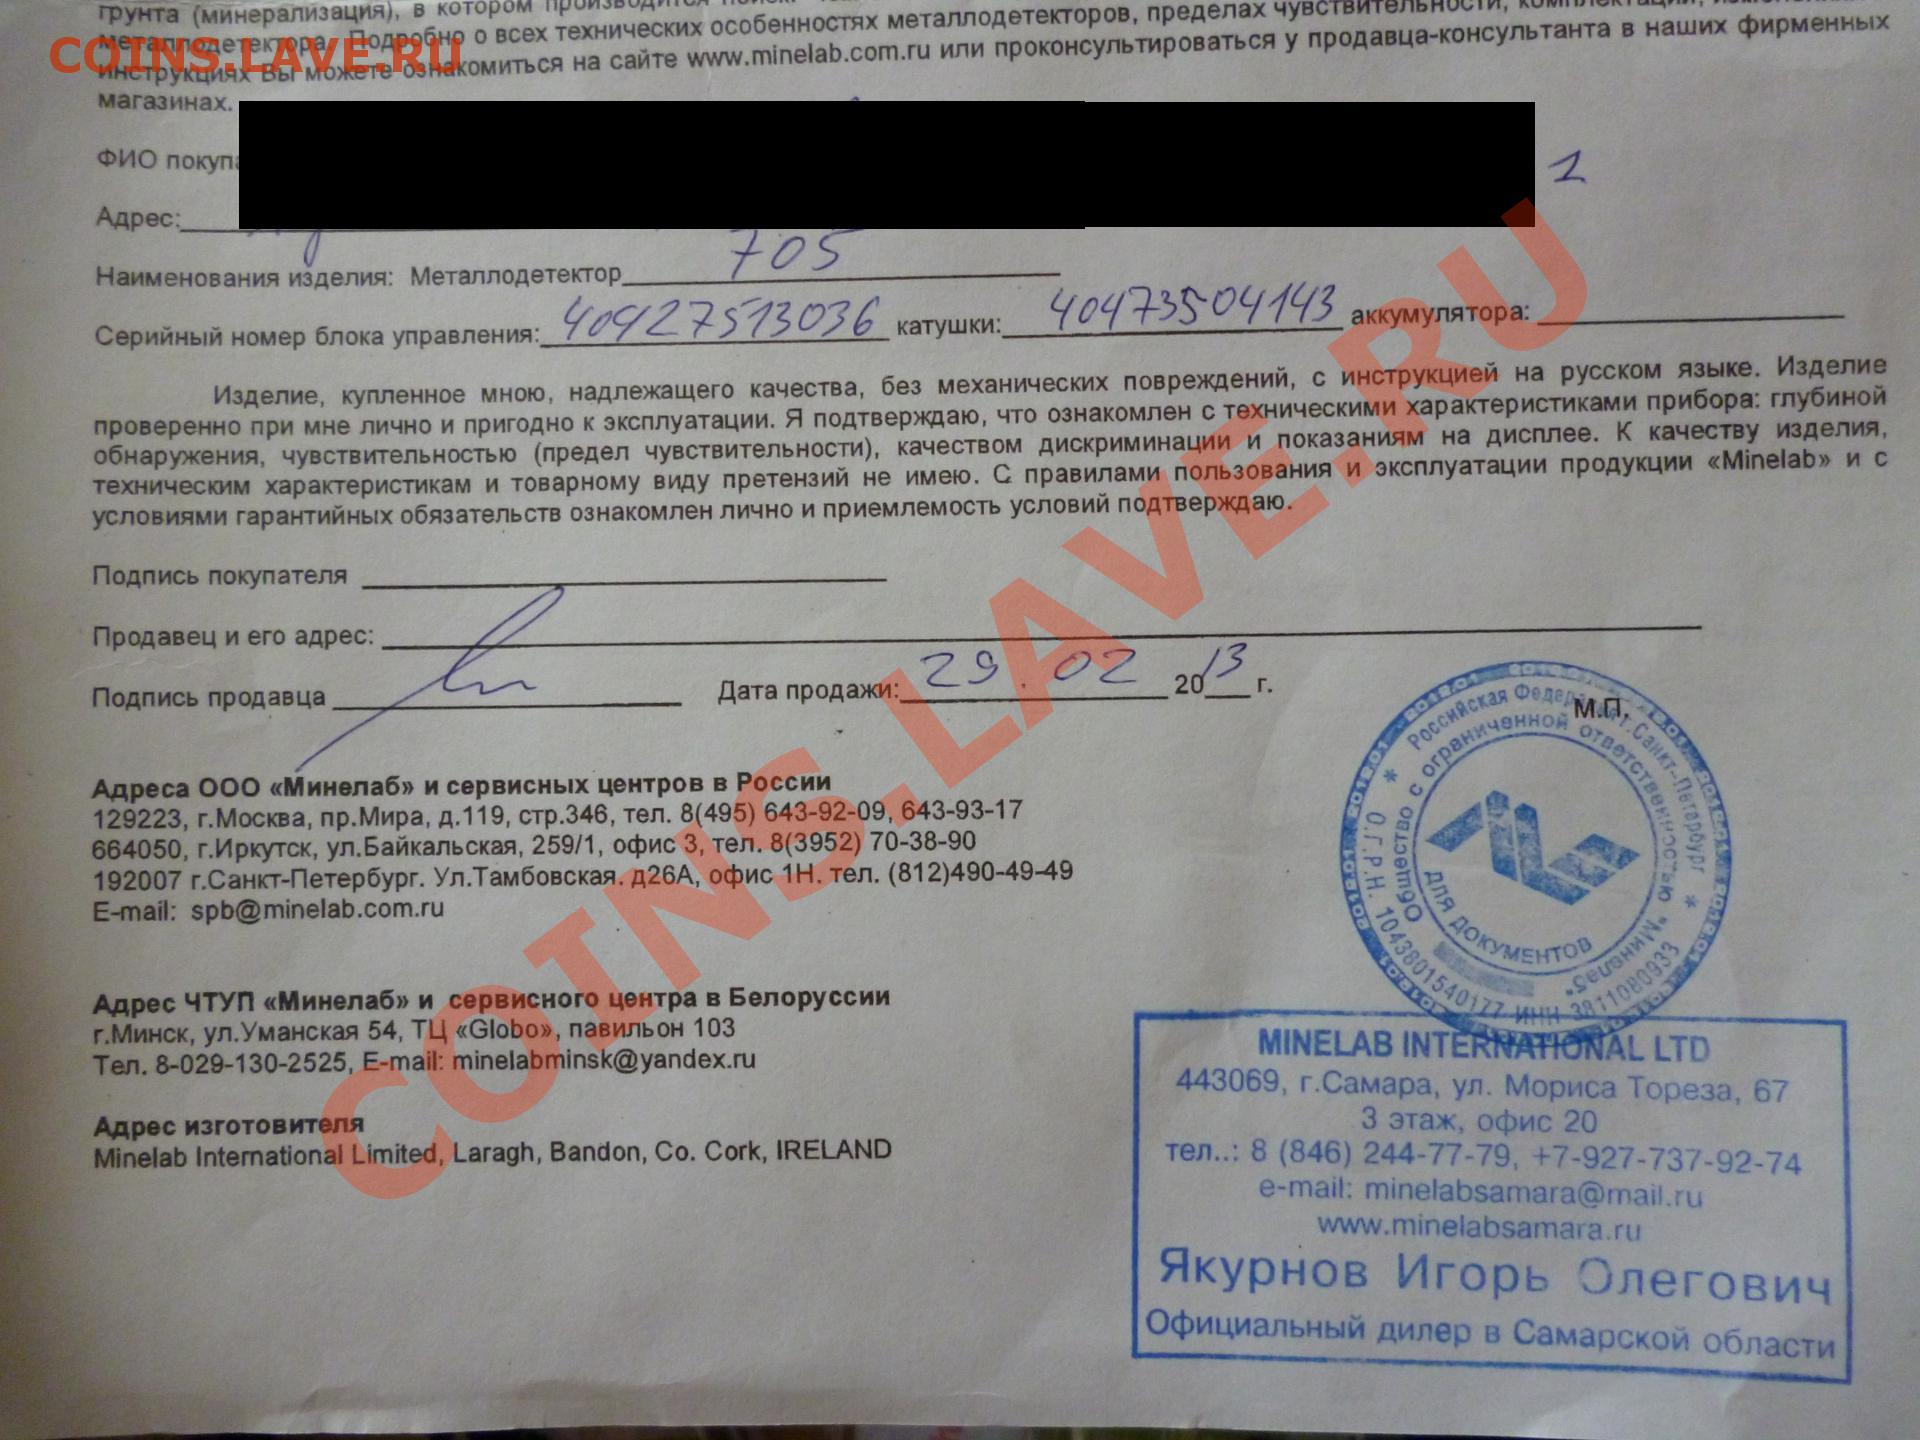 грунта (минерализация), в котором производится
COINS.LAVE.RU
металлодетектора. Подробно о всех технических особенностях металлодетекторов, пределах чувствительности, комплектации,
инструкциях Вы можете ознакомиться на сайте www.minelab.com.ru или проконсультироваться у продавца-консультанта в наших фирменных
магазинах.
ФИО покупа
1
Адрес:
Наименования изделия: Металлодетектор 705
Серийный номер блока управления: 40927513036 катушки: 40473504143 аккумулятора:
Изделие, купленное мною, надлежащего качества, без механических повреждений, с инструкцией на русском языке. Изделие
проверенно при мне лично и пригодно к эксплуатации. Я подтверждаю, что ознакомлен с техническими характеристиками прибора: глубиной
обнаружения, чувствительностью (предел чувствительности), качеством дискриминации и показаниям на дисплее. К качеству изделия,
техническим характеристикам и товарному виду претензий не имею. С правилами пользования и эксплуатации продукции «Minelab» и с
условиями гарантийных обязательств ознакомлен лично и приемлемость условий подтверждаю.
Подпись покупателя
Продавец и его адрес:
Подпись продавца Дата продажи: 29.02 2013 г.
М.П.
Адреса ООО «Минелаб» и сервисных центров в России
129223, г.Москва, пр.Мира, д.119, стр.346, тел. 8(495) 643-92-09, 643-93-17
664050, г.Иркутск, ул.Байкальская, 259/1, офис 3, тел. 8(3952) 70-38-90
192007 г.Санкт-Петербург. Ул.Тамбовская. д26А, офис 1Н. тел. (812)490-49-49
E-mail: spb@minelab.com.ru
Адрес ЧТУП «Минелаб» и сервисного центра в Белоруссии
г.Минск, ул.Уманская 54, ТЦ «Globo», павильон 103
Тел. 8-029-130-2525, E-mail: minelabminsk@yandex.ru
Адрес изготовителя
Minelab International Limited, Laragh, Bandon, Co. Cork, IRELAND
Российская Федерация г.Санкт-Петербург
О.Г.Р.Н. 1043801540177 ИНН 3811080933
Общество с ограниченной ответственностью "Минелаб"
ДЛЯ ДОКУМЕНТОВ
MINELAB INTERNATIONAL LTD
443069, г.Самара, ул. Мориса Тореза, 67
3 этаж, офис 20
тел..: 8 (846) 244-77-79, +7-927-737-92-74
e-mail: minelabsamara@mail.ru
www.minelabsamara.ru
Якурнов Игорь Олегович
Официальный дилер в Самарской области
COINS.LAVE.RU